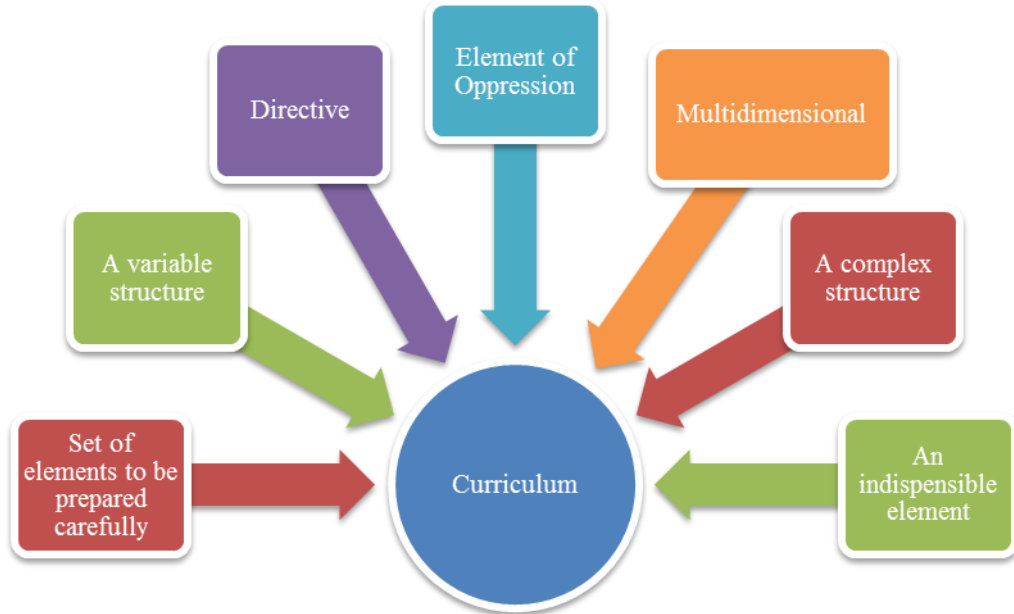 Element of
Oppression
Directive
Multidimensional
A variable
structure
A complex
structure
Set of
elements to be
prepared
carefully
Curriculum
An
indispensible
element